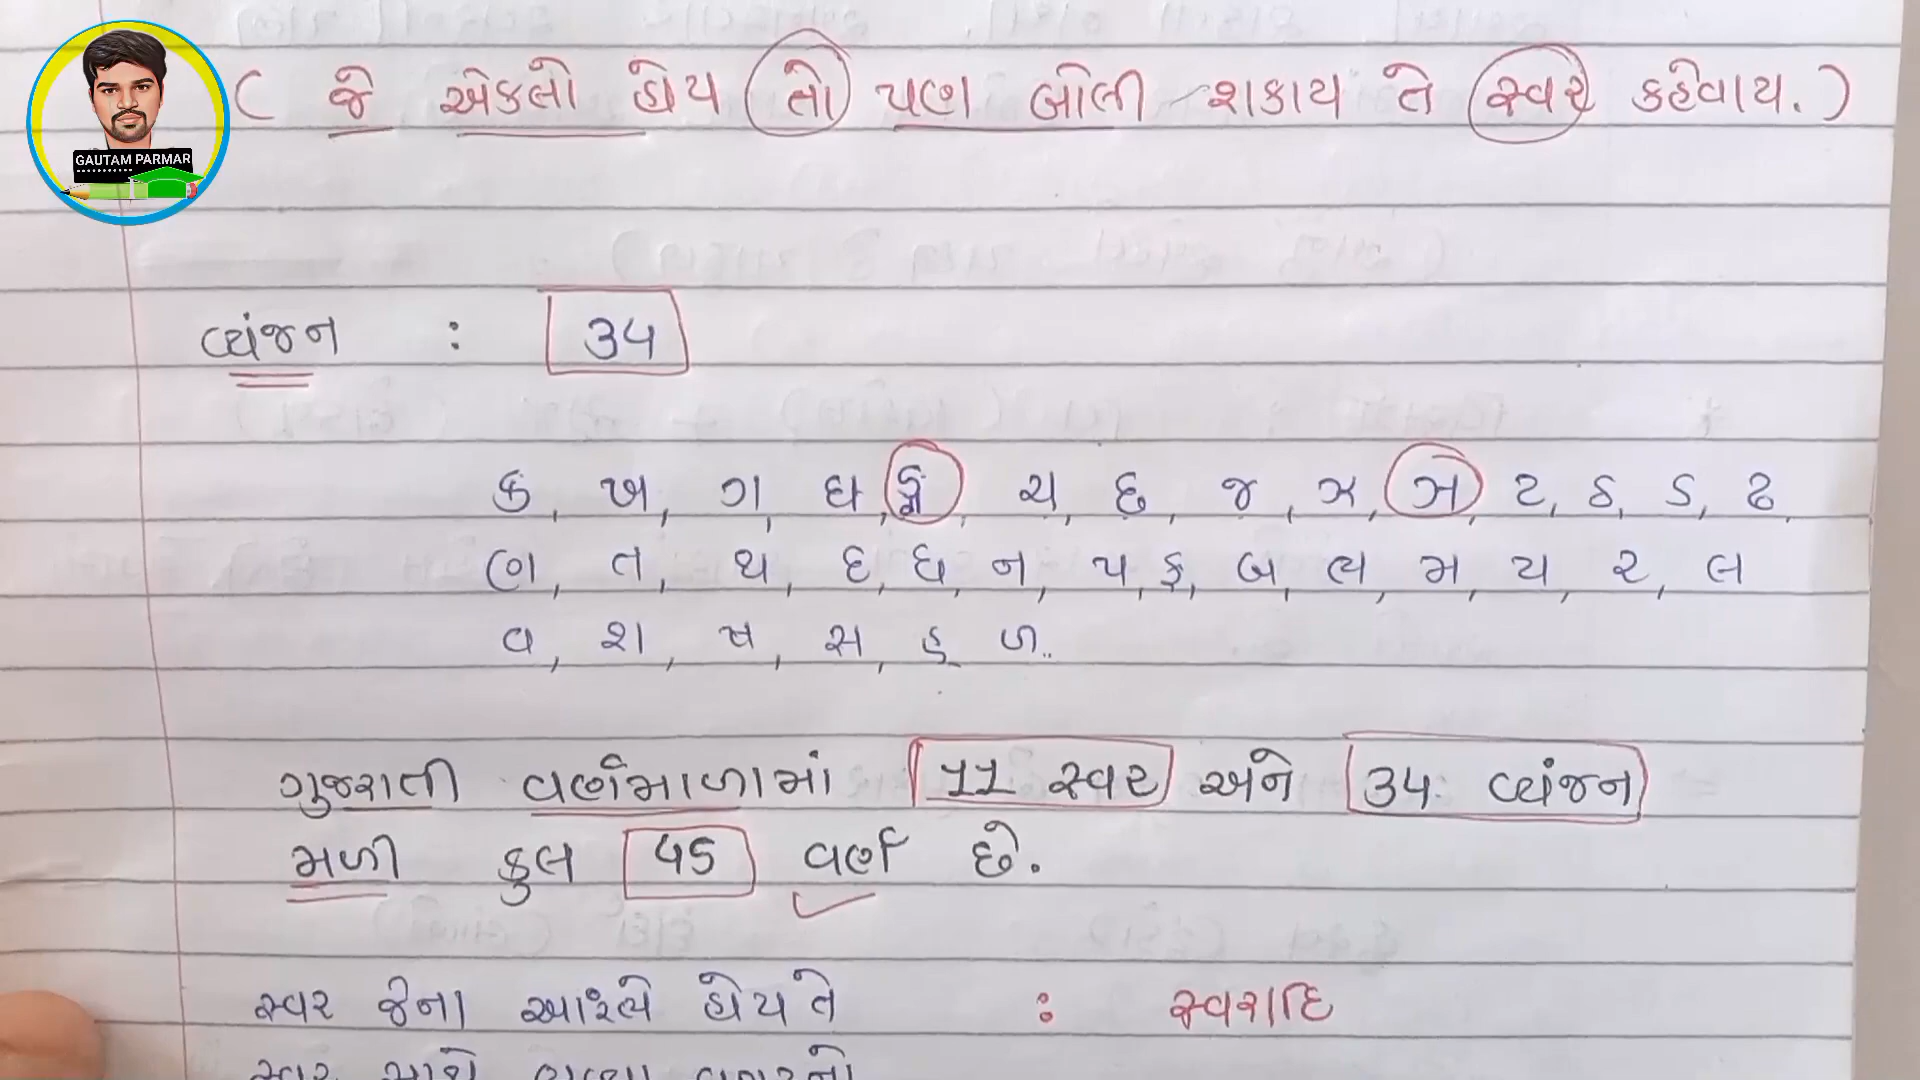 GAUTAM PARMAR
( જે એકલો હોય તો પણ બોલી શકાય તે સ્વર કહેવાય. )
વ્યંજન : 34
ક, ખ, ગ, ઘ, ઙ, ચ, છ, જ, ઝ, ઞ, ટ, ઠ, ડ, ઢ,
ણ, ત, થ, દ, ધ, ન, પ, ફ, બ, ભ, મ, ય, ર, લ
વ, શ, ષ, સ, હ ળ..
ગુજરાતી વર્ણમાળામાં 11 સ્વર અને 34 વ્યંજન
મળી કુલ 45 વર્ણ છે.
સ્વર જેના આરંભે હોય તે : સ્વરાદિ
સ્વર સાથે